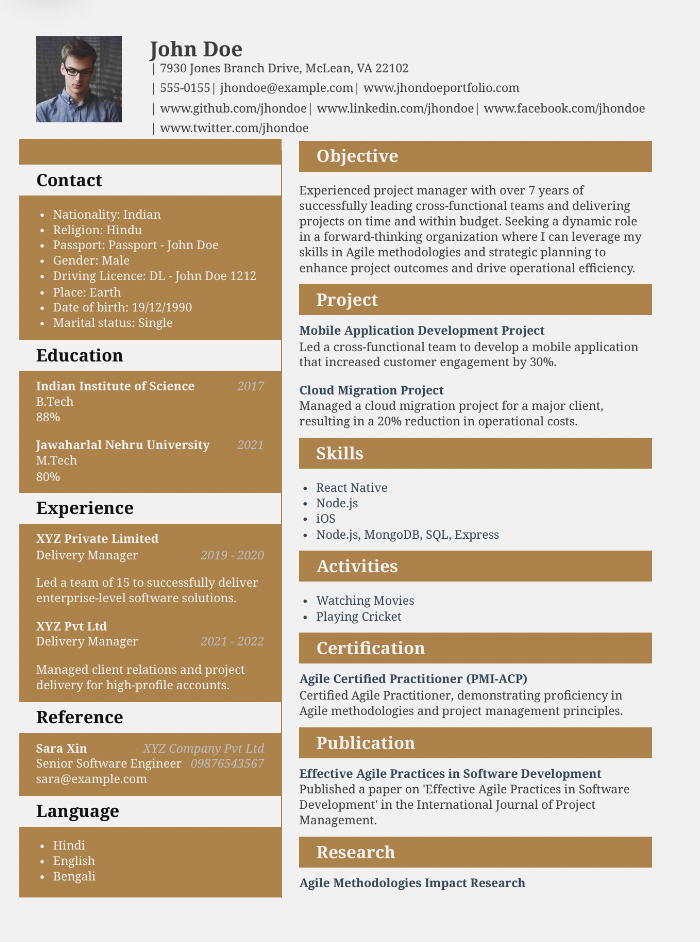 John Doe
| 7930 Jones Branch Drive, McLean, VA 22102
| 555-0155| jhondoe@example.com| www.jhondoeportfolio.com
| www.github.com/jhondoe| www.linkedin.com/jhondoe| www.facebook.com/jhondoe
| www.twitter.com/jhondoe
Contact
• Nationality: Indian
• Religion: Hindu
• Passport: Passport - John Doe
• Gender: Male
• Driving Licence: DL - John Doe 1212
• Place: Earth
• Date of birth: 19/12/1990
• Marital status: Single
Education
Indian Institute of Science 2017
B.Tech
88%
Jawaharlal Nehru University 2021
M.Tech
80%
Experience
XYZ Private Limited
Delivery Manager 2019 - 2020
Led a team of 15 to successfully deliver
enterprise-level software solutions.
XYZ Pvt Ltd
Delivery Manager 2021 - 2022
Managed client relations and project
delivery for high-profile accounts.
Reference
Sara Xin XYZ Company Pvt Ltd
Senior Software Engineer 09876543567
sara@example.com
Language
• Hindi
• English
• Bengali
Objective
Experienced project manager with over 7 years of
successfully leading cross-functional teams and delivering
projects on time and within budget. Seeking a dynamic role
in a forward-thinking organization where I can leverage my
skills in Agile methodologies and strategic planning to
enhance project outcomes and drive operational efficiency.
Project
Mobile Application Development Project
Led a cross-functional team to develop a mobile application
that increased customer engagement by 30%.
Cloud Migration Project
Managed a cloud migration project for a major client,
resulting in a 20% reduction in operational costs.
Skills
• React Native
• Node.js
• iOS
• Node.js, MongoDB, SQL, Express
Activities
• Watching Movies
• Playing Cricket
Certification
Agile Certified Practitioner (PMI-ACP)
Certified Agile Practitioner, demonstrating proficiency in
Agile methodologies and project management principles.
Publication
Effective Agile Practices in Software Development
Published a paper on 'Effective Agile Practices in Software
Development' in the International Journal of Project
Management.
Research
Agile Methodologies Impact Research